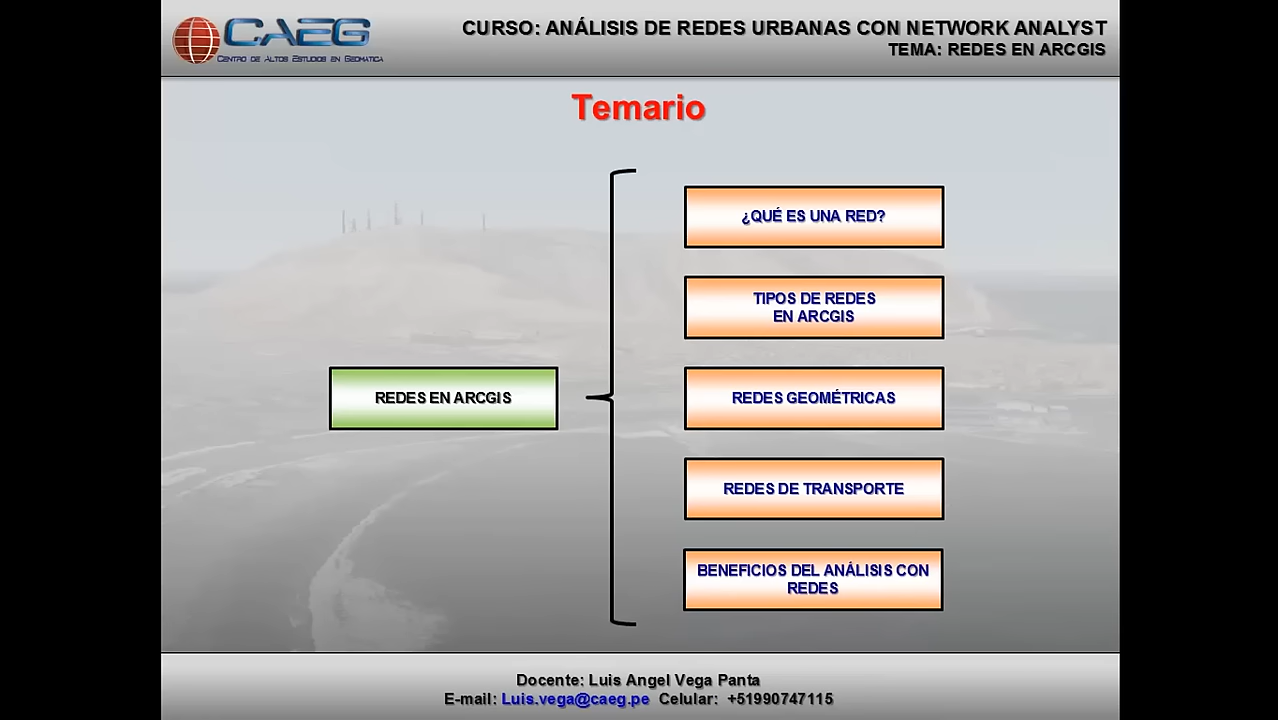 CAEG
CENTRO DE ALTOS ESTUDIOS EN GEOMATICA
CURSO: ANÁLISIS DE REDES URBANAS CON NETWORK ANALYST
TEMA: REDES EN ARCGIS
Temario
¿QUÉ ES UNA RED?
TIPOS DE REDES
EN ARCGIS
REDES EN ARCGIS
REDES GEOMÉTRICAS
REDES DE TRANSPORTE
BENEFICIOS DEL ANÁLISIS CON
REDES
Docente: Luis Angel Vega Panta
E-mail: Luis.vega@caeg.pe Celular: +51990747115